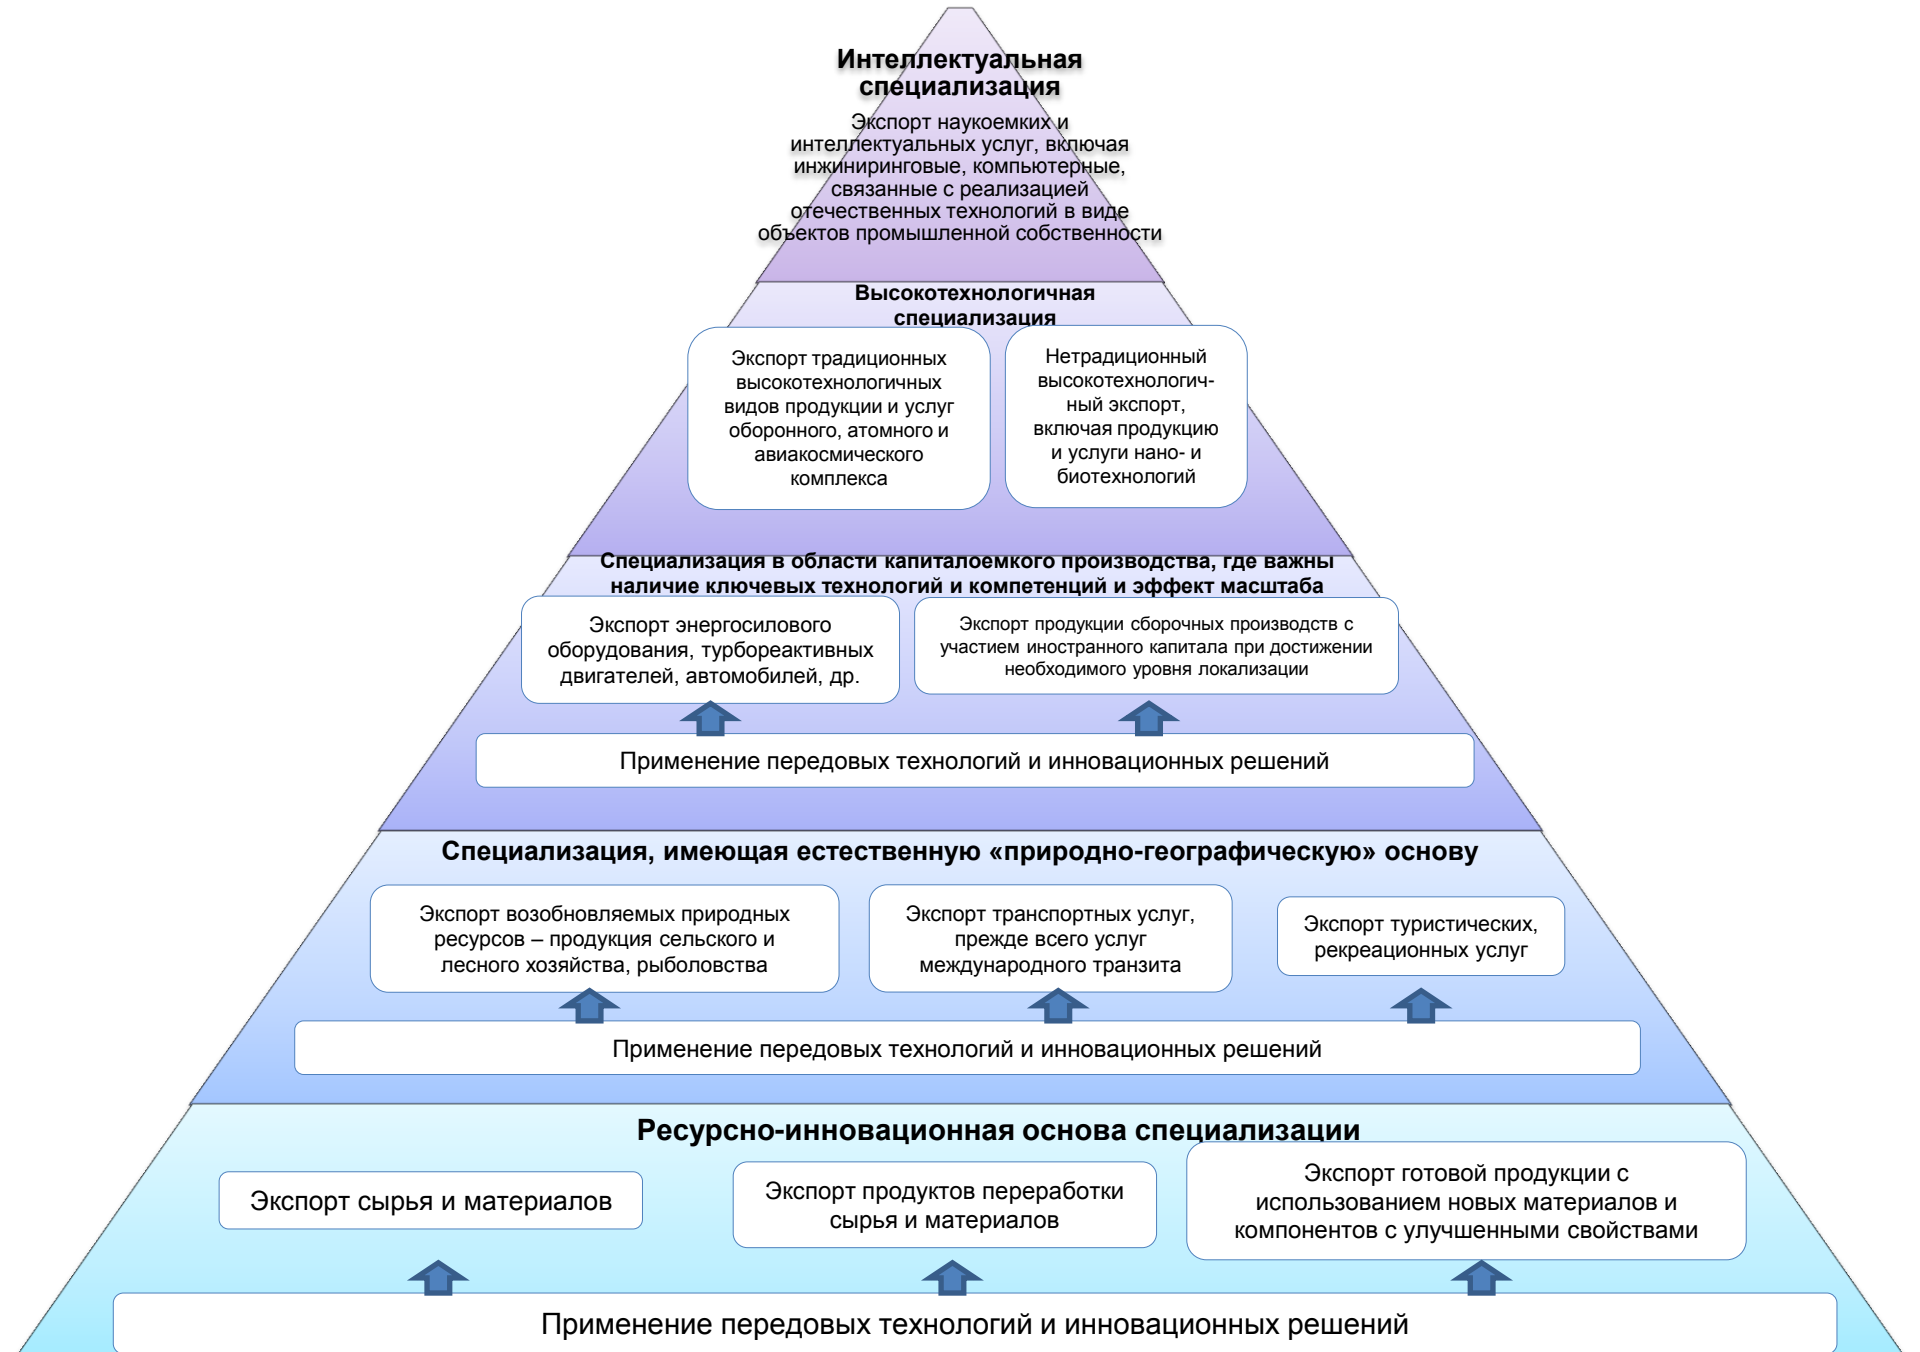 Интеллектуальная
специализация
Экспорт наукоемких и
интеллектуальных услуг, включая
инжиниринговые, компьютерные,
связанные с реализацией
отечественных технологий в виде
объектов промышленной собственности
Высокотехнологичная
специализация
Экспорт традиционных
высокотехнологичных
видов продукции и услуг
оборонного, атомного и
авиакосмического
комплекса
Нетрадиционный
высокотехнологич-
ный экспорт,
включая продукцию
и услуги нано- и
биотехнологий
Специализация в области капиталоемкого производства, где важны
наличие ключевых технологий и компетенций и эффект масштаба
Экспорт энергосилового
оборудования, турбореактивных
двигателей, автомобилей, др.
Экспорт продукции сборочных производств с
участием иностранного капитала при достижении
необходимого уровня локализации
Применение передовых технологий и инновационных решений
Специализация, имеющая естественную «природно-географическую» основу
Экспорт возобновляемых природных
ресурсов – продукция сельского и
лесного хозяйства, рыболовства
Экспорт транспортных услуг,
прежде всего услуг
международного транзита
Экспорт туристических,
рекреационных услуг
Применение передовых технологий и инновационных решений
Ресурсно-инновационная основа специализации
Экспорт сырья и материалов
Экспорт продуктов переработки
сырья и материалов
Экспорт готовой продукции с
использованием новых материалов и
компонентов с улучшенными свойствами
Применение передовых технологий и инновационных решений